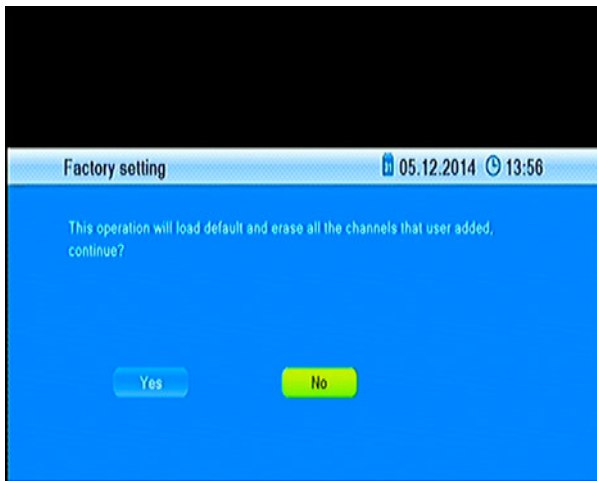 Factory setting
31 05.12.2014 13:56
This operation will load default and erase all the channels that user added,
continue?
Yes
No